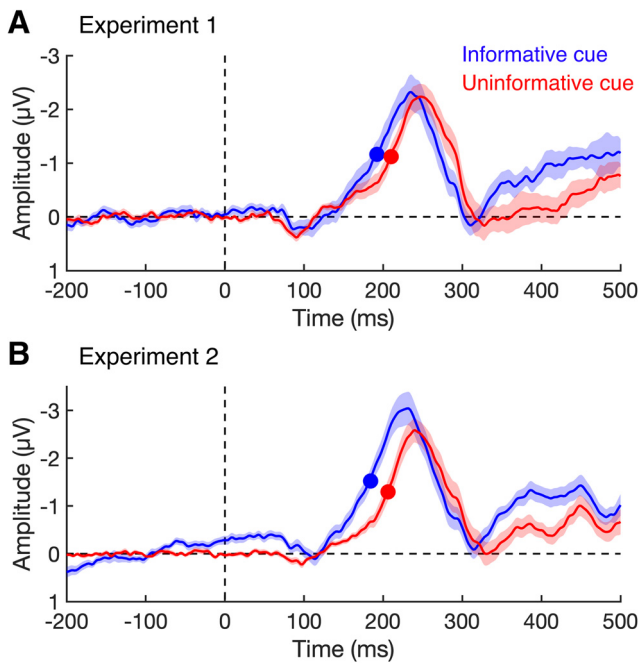 A Experiment 1
Informative cue
Uninformative cue
Amplitude (µV)
-3
-2
-1
0
1
-200 -100 0 100 200 300 400 500
Time (ms)
B Experiment 2
Amplitude (µV)
-3
-2
-1
0
1
-200 -100 0 100 200 300 400 500
Time (ms)